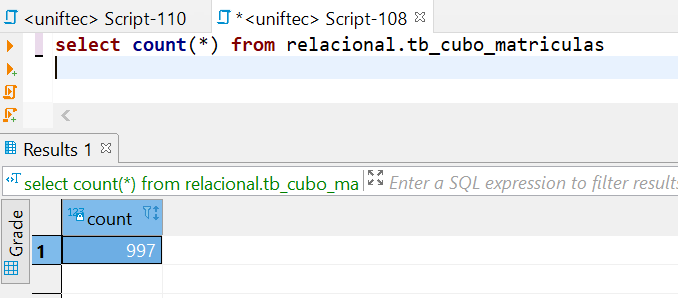 <uniftec> Script-110
*<uniftec> Script-108
select count(*) from relacional.tb_cubo_matriculas
Results 1
select count(*) from relacional.tb_cubo_ma
Enter a SQL expression to filter results
Grade
123 count
1
997